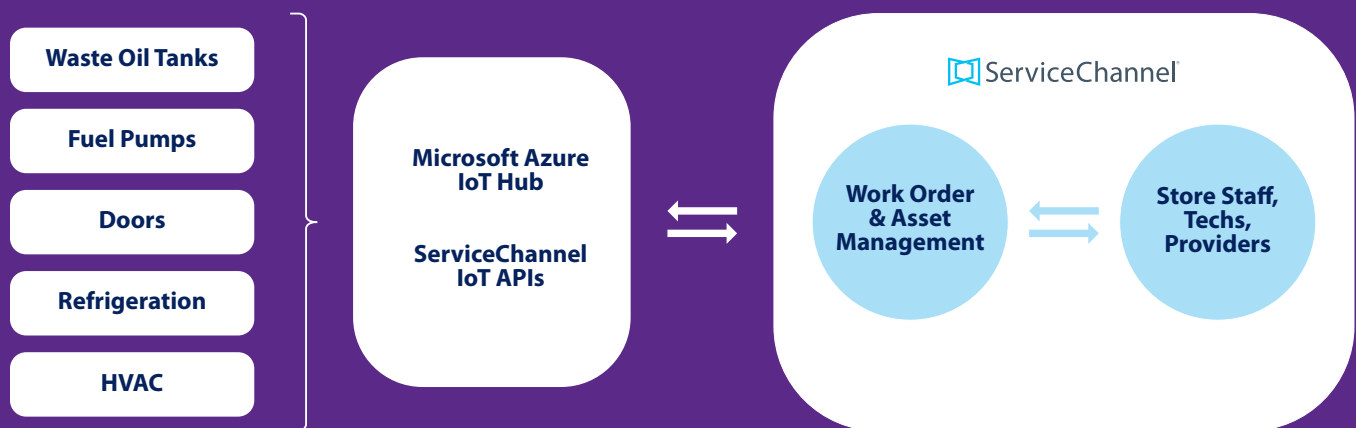 Waste Oil Tanks
Fuel Pumps
Doors
Refrigeration
HVAC
Microsoft Azure
IoT Hub
ServiceChannel
IoT APIs
ServiceChannel
Work Order
& Asset
Management
Store Staff,
Techs,
Providers